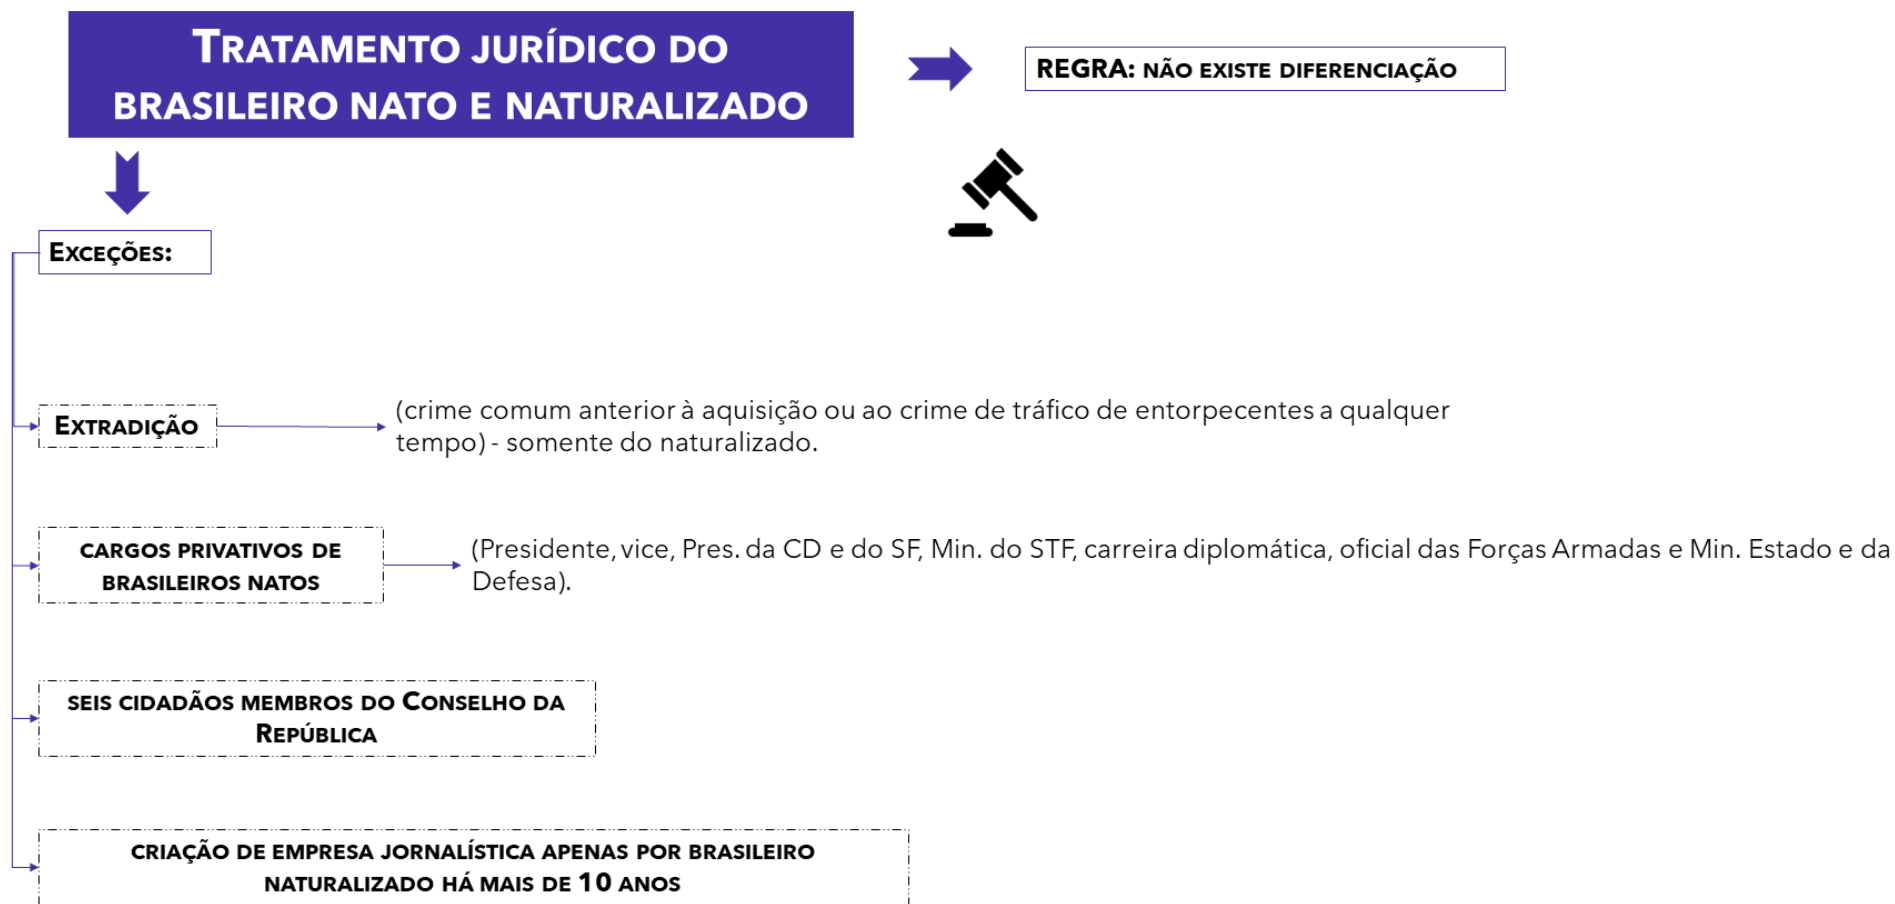 TRATAMENTO JURÍDICO DO
BRASILEIRO NATO E NATURALIZADO
REGRA: NÃO EXISTE DIFERENCIAÇÃO
EXCEÇÕES:
EXTRADIÇÃO
(crime comum anterior à aquisição ou ao crime de tráfico de entorpecentes a qualquer
tempo) - somente do naturalizado.
CARGOS PRIVATIVOS DE
BRASILEIROS NATOS
(Presidente, vice, Pres. da CD e do SF, Min. do STF, carreira diplomática, oficial das Forças Armadas e Min. Estado e da
Defesa).
SEIS CIDADÃOS MEMBROS DO CONSELHO DA
REPÚBLICA
CRIAÇÃO DE EMPRESA JORNALÍSTICA APENAS POR BRASILEIRO
NATURALIZADO HÁ MAIS DE 10 ANOS